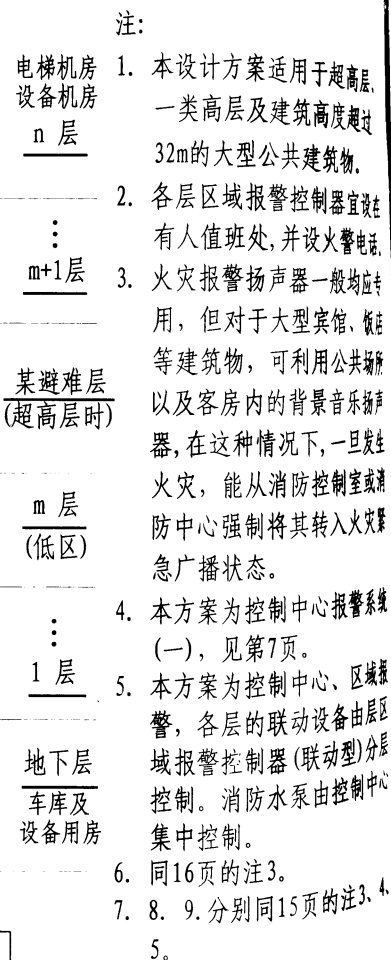 注:
电梯机房
设备机房
n 层
⋮
m+1层
某避难层
(超高层时)
m 层
(低区)
⋮
1 层
地下层
车库及
设备用房
1. 本设计方案适用于超高层、
一类高层及建筑高度超过
32m的大型公共建筑物。
2. 各层区域报警控制器宜设在
有人值班处,并设火警电话。
3. 火灾报警扬声器一般均应专
用，但对于大型宾馆、饭店
等建筑物，可利用公共场所
以及客房内的背景音乐扬声
器,在这种情况下,一旦发生
火灾，能从消防控制室或消
防中心强制将其转入火灾紧
急广播状态。
4. 本方案为控制中心报警系统
(一)，见第7页。
5. 本方案为控制中心、区域报
警，各层的联动设备由层区
域报警控制器(联动型)分层
控制。消防水泵由控制中心
集中控制。
6. 同16页的注3。
7. 8. 9.分别同15页的注3、4、
5。